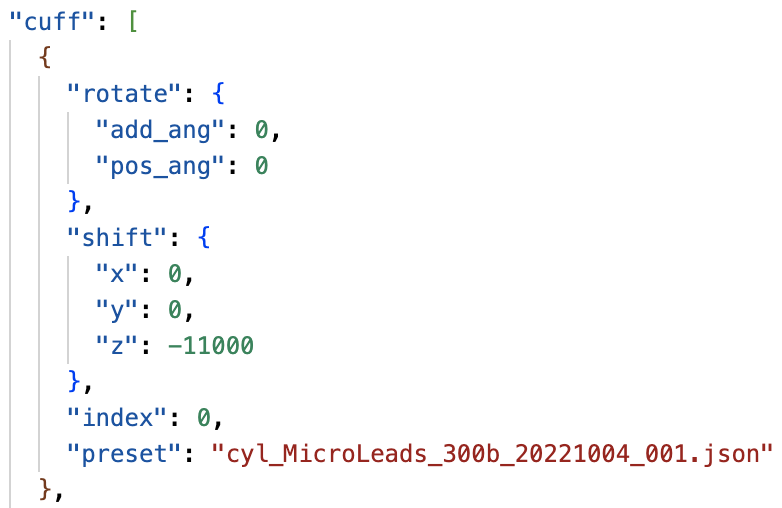 "cuff": [
{
"rotate": {
"add_ang": 0,
"pos_ang": 0
},
"shift": {
"x": 0,
"y": 0,
"z": -11000
},
"index": 0,
"preset": "cyl_MicroLeads_300b_20221004_001.json"
},